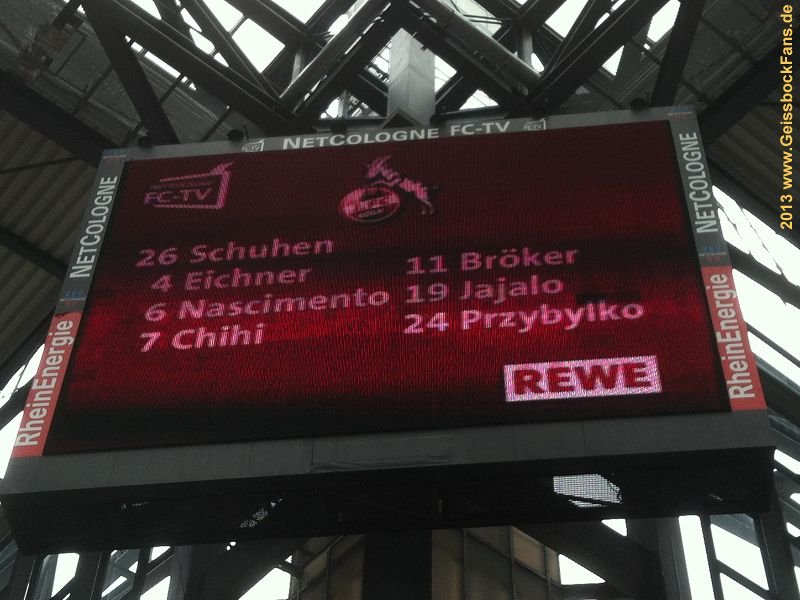 NETCOLOGNE FC-TV
FC-TV
26 Schuhen
4 Eichner
6 Nascimento
7 Chihi
11 Bröker
19 Jajalo
24 Przybylko
REWE
NETCOLOGNE
RheinEnergie
NETCOLOGNE
RheinEnergie
2013 www.GeissbockFans.de